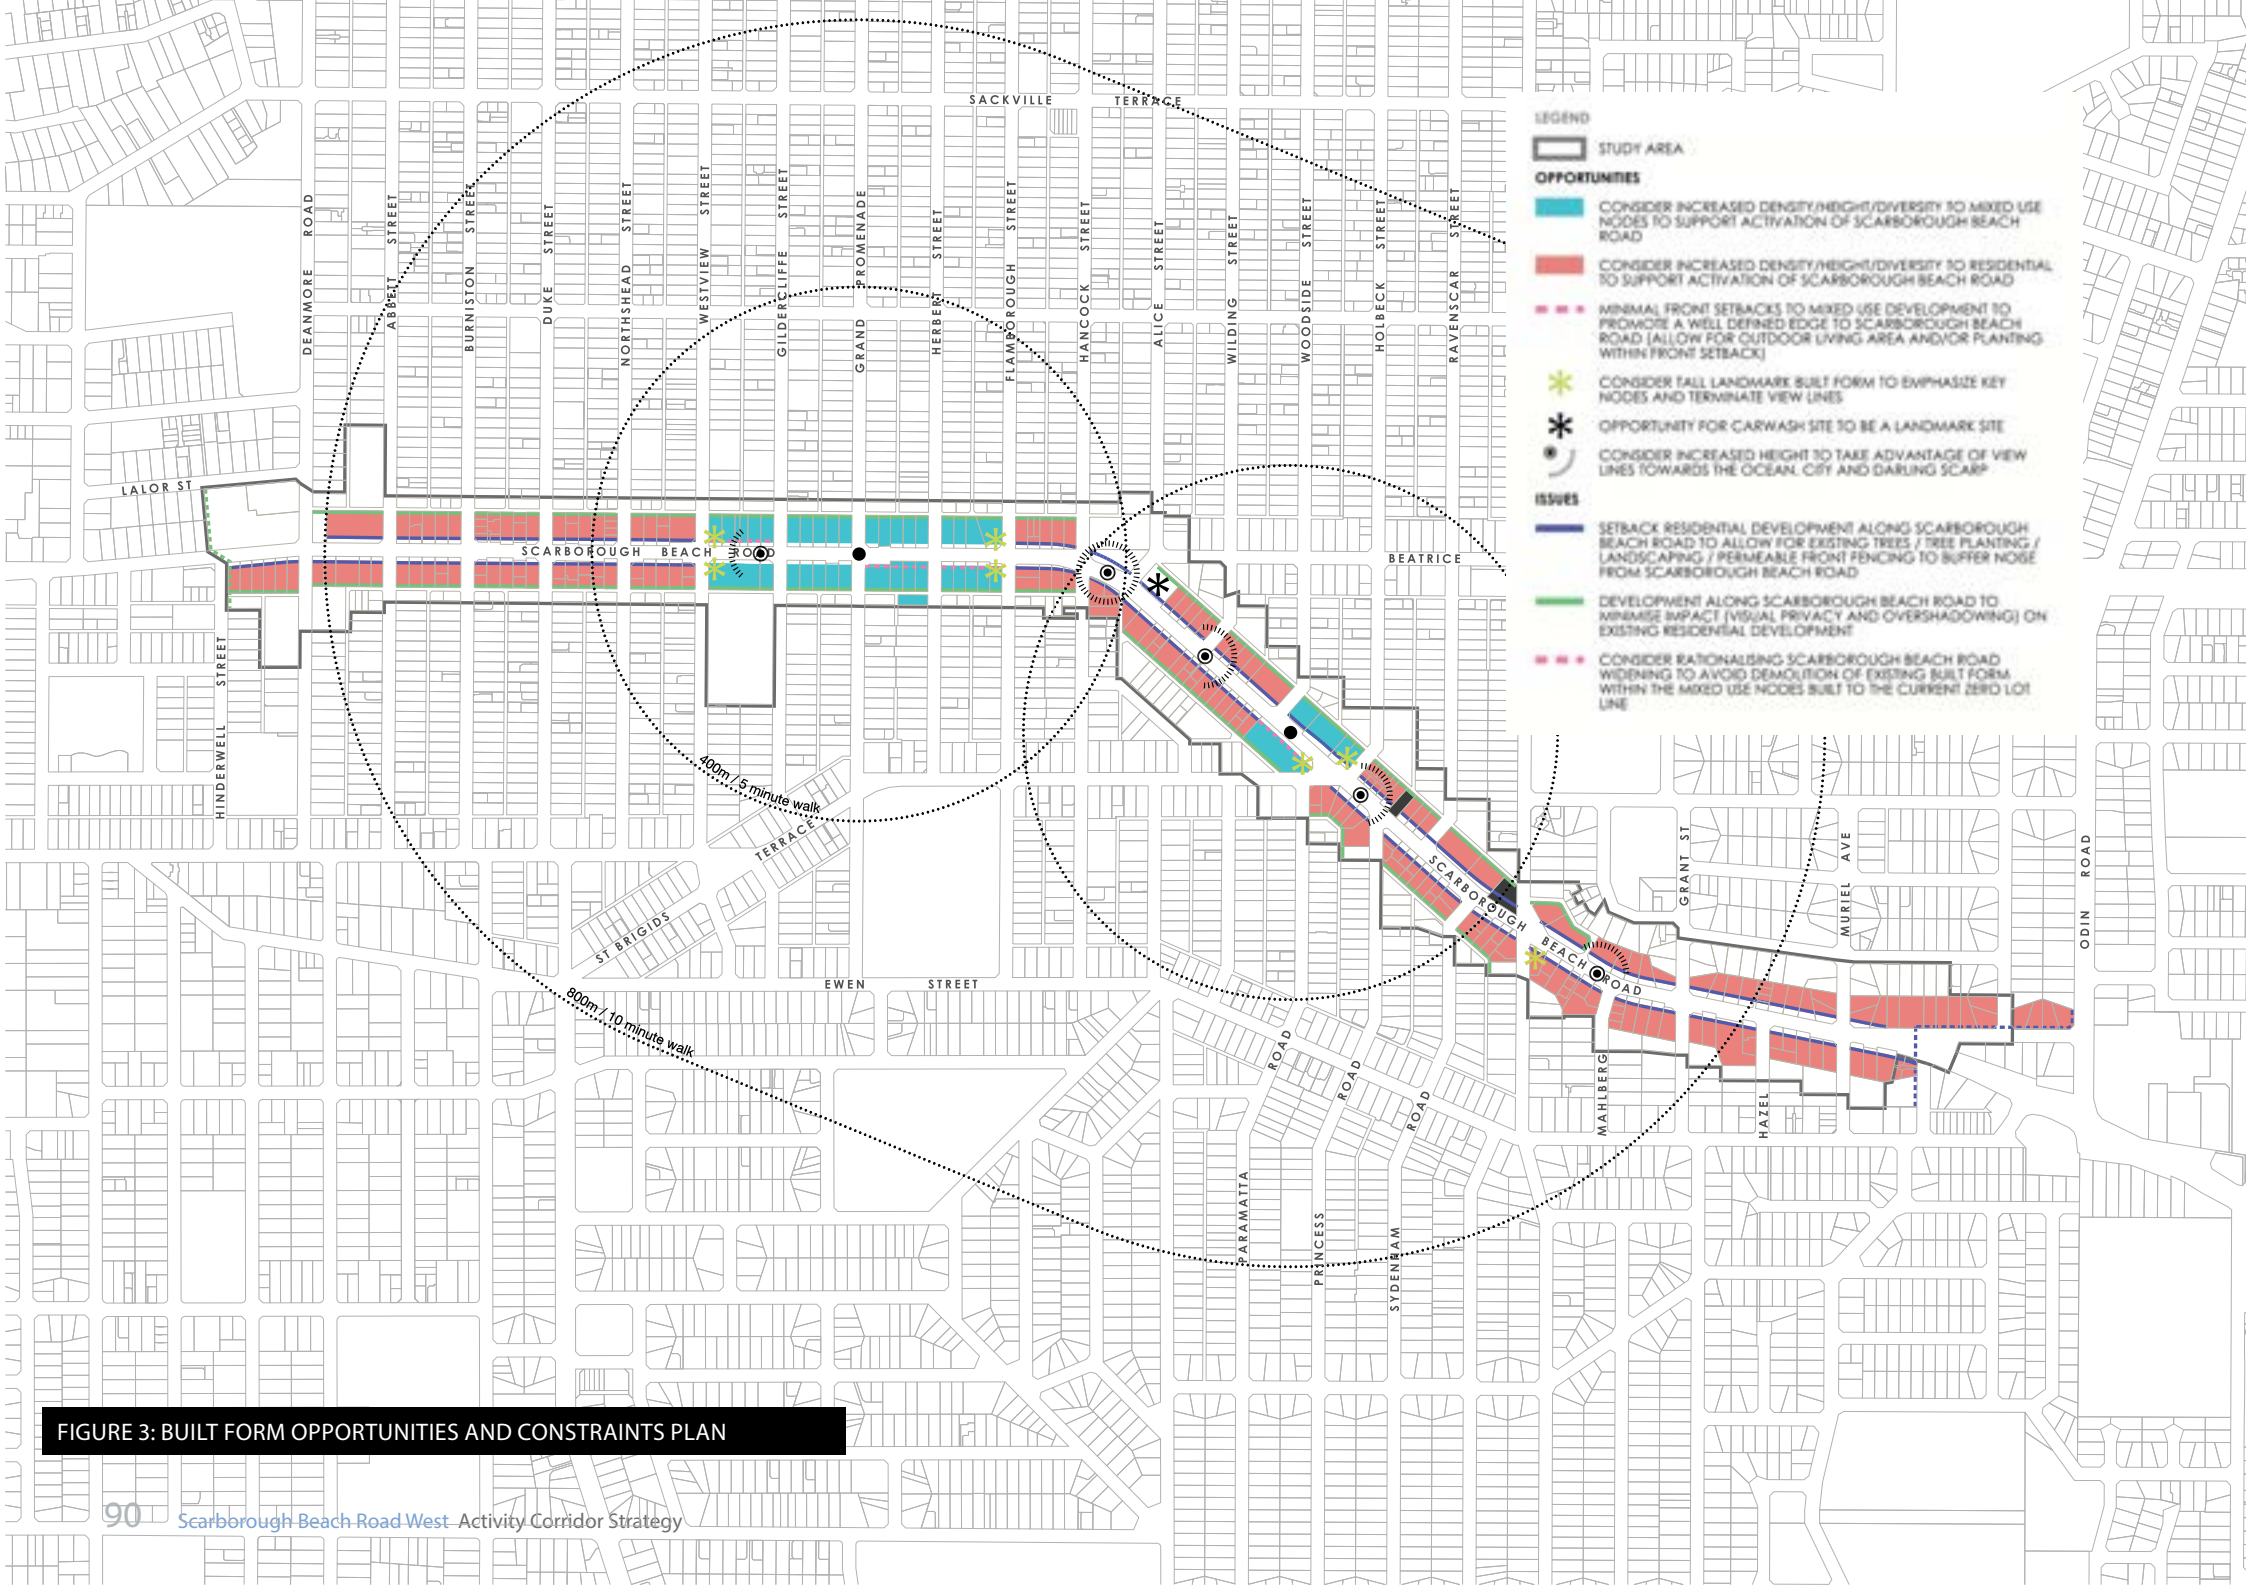 SACKVILLE TERRACE
DEANMORE ROAD
ABBETT STREET
BURNISTON STREET
DUKE STREET
NORTHSHEAD STREET
WESTVIEW STREET
GILDERCLIFFE STREET
GRAND PROMENADE
HERBERT STREET
FLAMBOROUGH STREET
HANCOCK STREET
ALICE STREET
WILDING STREET
WOODSIDE STREET
HOLBECK STREET
RAVENSCAR STREET
LEGEND
STUDY AREA
OPPORTUNITIES
CONSIDER INCREASED DENSITY/HEIGHT/DIVERSITY TO MIXED USE
NODES TO SUPPORT ACTIVATION OF SCARBOROUGH BEACH
ROAD
CONSIDER INCREASED DENSITY/HEIGHT/DIVERSITY TO RESIDENTIAL
TO SUPPORT ACTIVATION OF SCARBOROUGH BEACH ROAD
MINIMAL FRONT SETBACKS TO MIXED USE DEVELOPMENT TO
PROMOTE A WELL DEFINED EDGE TO SCARBOROUGH BEACH
ROAD (ALLOW FOR OUTDOOR LIVING AREA AND/OR PLANTING
WITHIN FRONT SETBACK)
CONSIDER TALL LANDMARK BUILT FORM TO EMPHASIZE KEY
NODES AND TERMINATE VIEW LINES
OPPORTUNITY FOR CARWASH SITE TO BE A LANDMARK SITE
CONSIDER INCREASED HEIGHT TO TAKE ADVANTAGE OF VIEW
LINES TOWARDS THE OCEAN, CITY AND DARLING SCARP
ISSUES
SETBACK RESIDENTIAL DEVELOPMENT ALONG SCARBOROUGH
BEACH ROAD TO ALLOW FOR EXISTING TREES / TREE PLANTING /
LANDSCAPING / PERMEABLE FRONT FENCING TO BUFFER NOISE
FROM SCARBOROUGH BEACH ROAD
DEVELOPMENT ALONG SCARBOROUGH BEACH ROAD TO
MINIMISE IMPACT (VISUAL PRIVACY AND OVERSHADOWING) ON
EXISTING RESIDENTIAL DEVELOPMENT
CONSIDER RATIONALISING SCARBOROUGH BEACH ROAD
WIDENING TO AVOID DEMOLITION OF EXISTING BUILT FORM
WITHIN THE MIXED USE NODES BUILT TO THE CURRENT ZERO LOT
LINE
LALOR ST
SCARBOROUGH BEACH ROAD
BEATRICE
HINDERWELL STREET
400m / 5 minute walk
TERRACE
ST BRIGIDS
SCARBOROUGH BEACH ROAD
GRANT ST
MURIEL AVE
ODIN ROAD
EWEN STREET
800m / 10 minute walk
PARAMATTA ROAD
PRINCESS ROAD
SYDENHAM ROAD
MAHLBERG
HAZEL
FIGURE 3: BUILT FORM OPPORTUNITIES AND CONSTRAINTS PLAN
90 Scarborough Beach Road West Activity Corridor Strategy